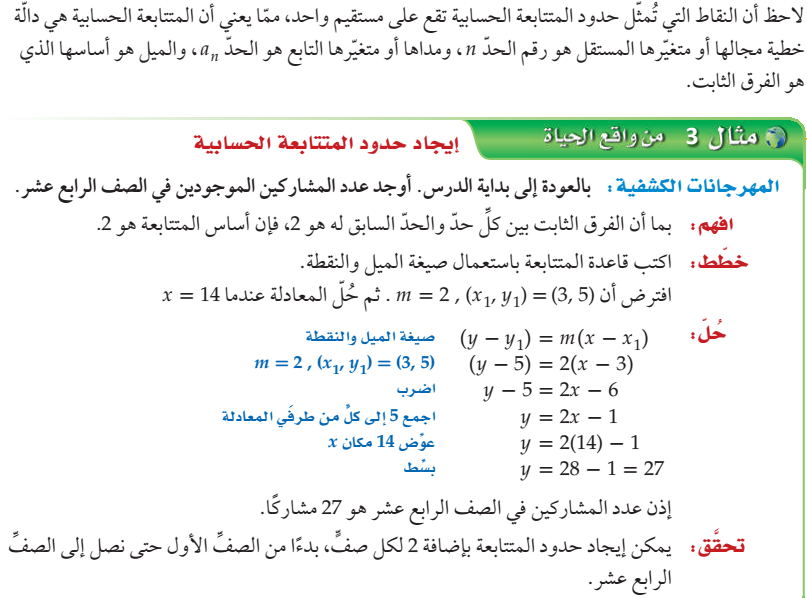 لاحظ أن النقاط التي تُمثّل حدود المتتابعة الحسابية تقع على مستقيم واحد، ممّا يعني أن المتتابعة الحسابية هي دالّة
خطية مجالها أو متغيّرها المستقل هو رقم الحدّ n ، ومداها أو متغيّرها التابع هو الحدّ aₙ ، والميل هو أساسها الذي
هو الفرق الثابت.
مثال 3 من واقع الحياة إيجاد حدود المتتابعة الحسابية
المهرجانات الكشفية : بالعودة إلى بداية الدرس. أوجد عدد المشاركين الموجودين في الصف الرابع عشر.
افهم : بما أن الفرق الثابت بين كلِّ حدّ والحدّ السابق له هو 2، فإن أساس المتتابعة هو 2.
خطّط : اكتب قاعدة المتتابعة باستعمال صيغة الميل والنقطة.
افترض أن m = 2 , (x₁, y₁) = (3, 5) . ثم حُلّ المعادلة عندما x = 14
حُلّ : (y − y₁) = m(x − x₁) صيغة الميل والنقطة
(y − 5) = 2(x − 3) m = 2 , (x₁, y₁) = (3, 5)
y − 5 = 2x − 6 اضرب
y = 2x − 1 اجمع 5 إلى كلٍّ من طرفَي المعادلة
y = 2(14) − 1 عوّض 14 مكان x
y = 28 − 1 = 27 بسّط
إذن عدد المشاركين في الصف الرابع عشر هو 27 مشاركًا.
تحقَّق : يمكن إيجاد حدود المتتابعة بإضافة 2 لكل صفٍّ، بدءًا من الصفِّ الأول حتى نصل إلى الصفِّ
الرابع عشر.